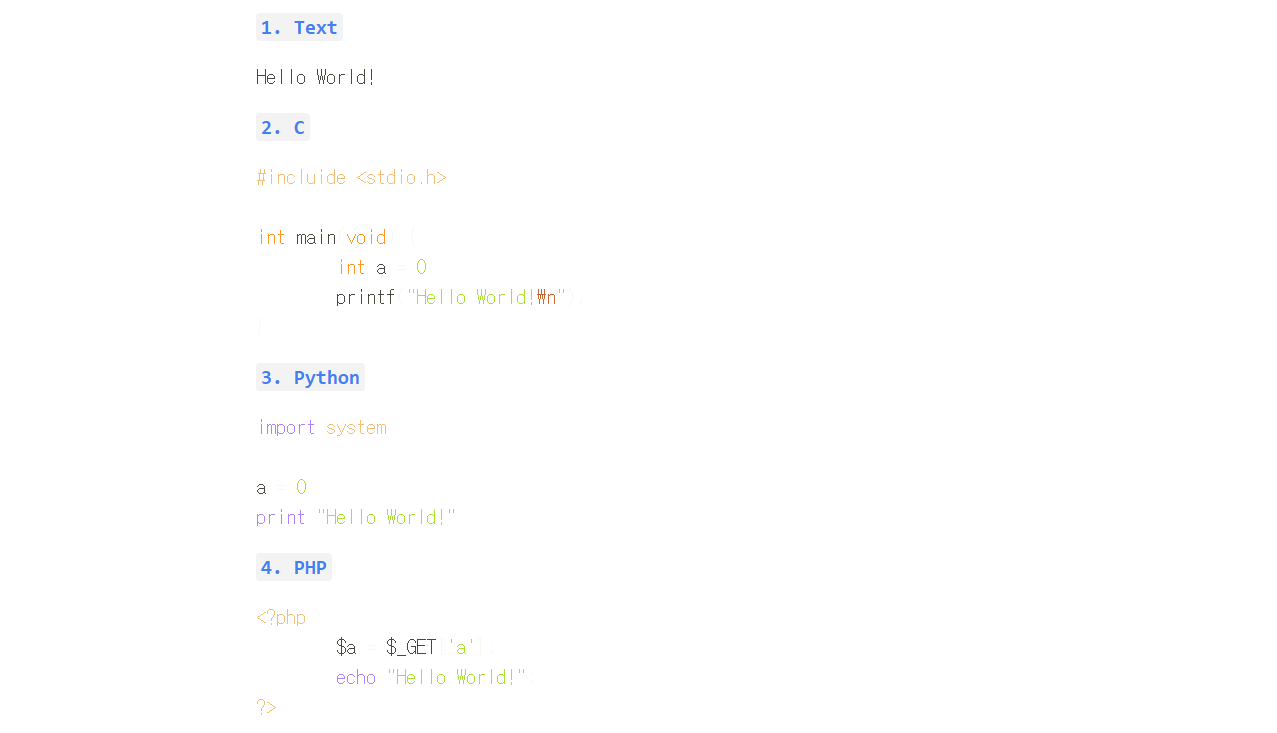 1. Text
Hello World!
2. C
#incluide <stdio.h>
int main(void) {
int a = 0
printf("Hello World!₩n");
}
3. Python
import system
a = 0
print "Hello World!"
4. PHP
<?php
$a = $_GET['a'];
echo "Hello World!";
?>